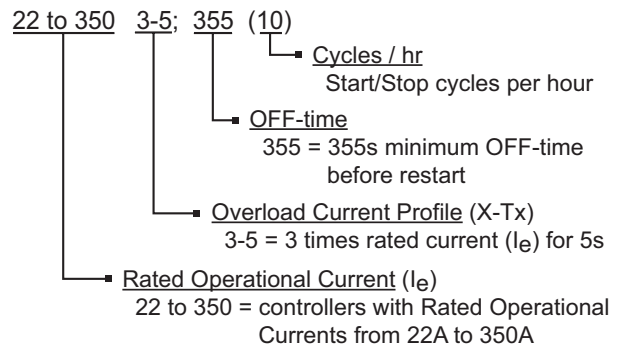 22 to 350 3-5; 355 (10)
Cycles / hr
Start/Stop cycles per hour
OFF-time
355 = 355s minimum OFF-time
before restart
Overload Current Profile (X-Tx)
3-5 = 3 times rated current (Ie) for 5s
Rated Operational Current (Ie)
22 to 350 = controllers with Rated Operational
Currents from 22A to 350A